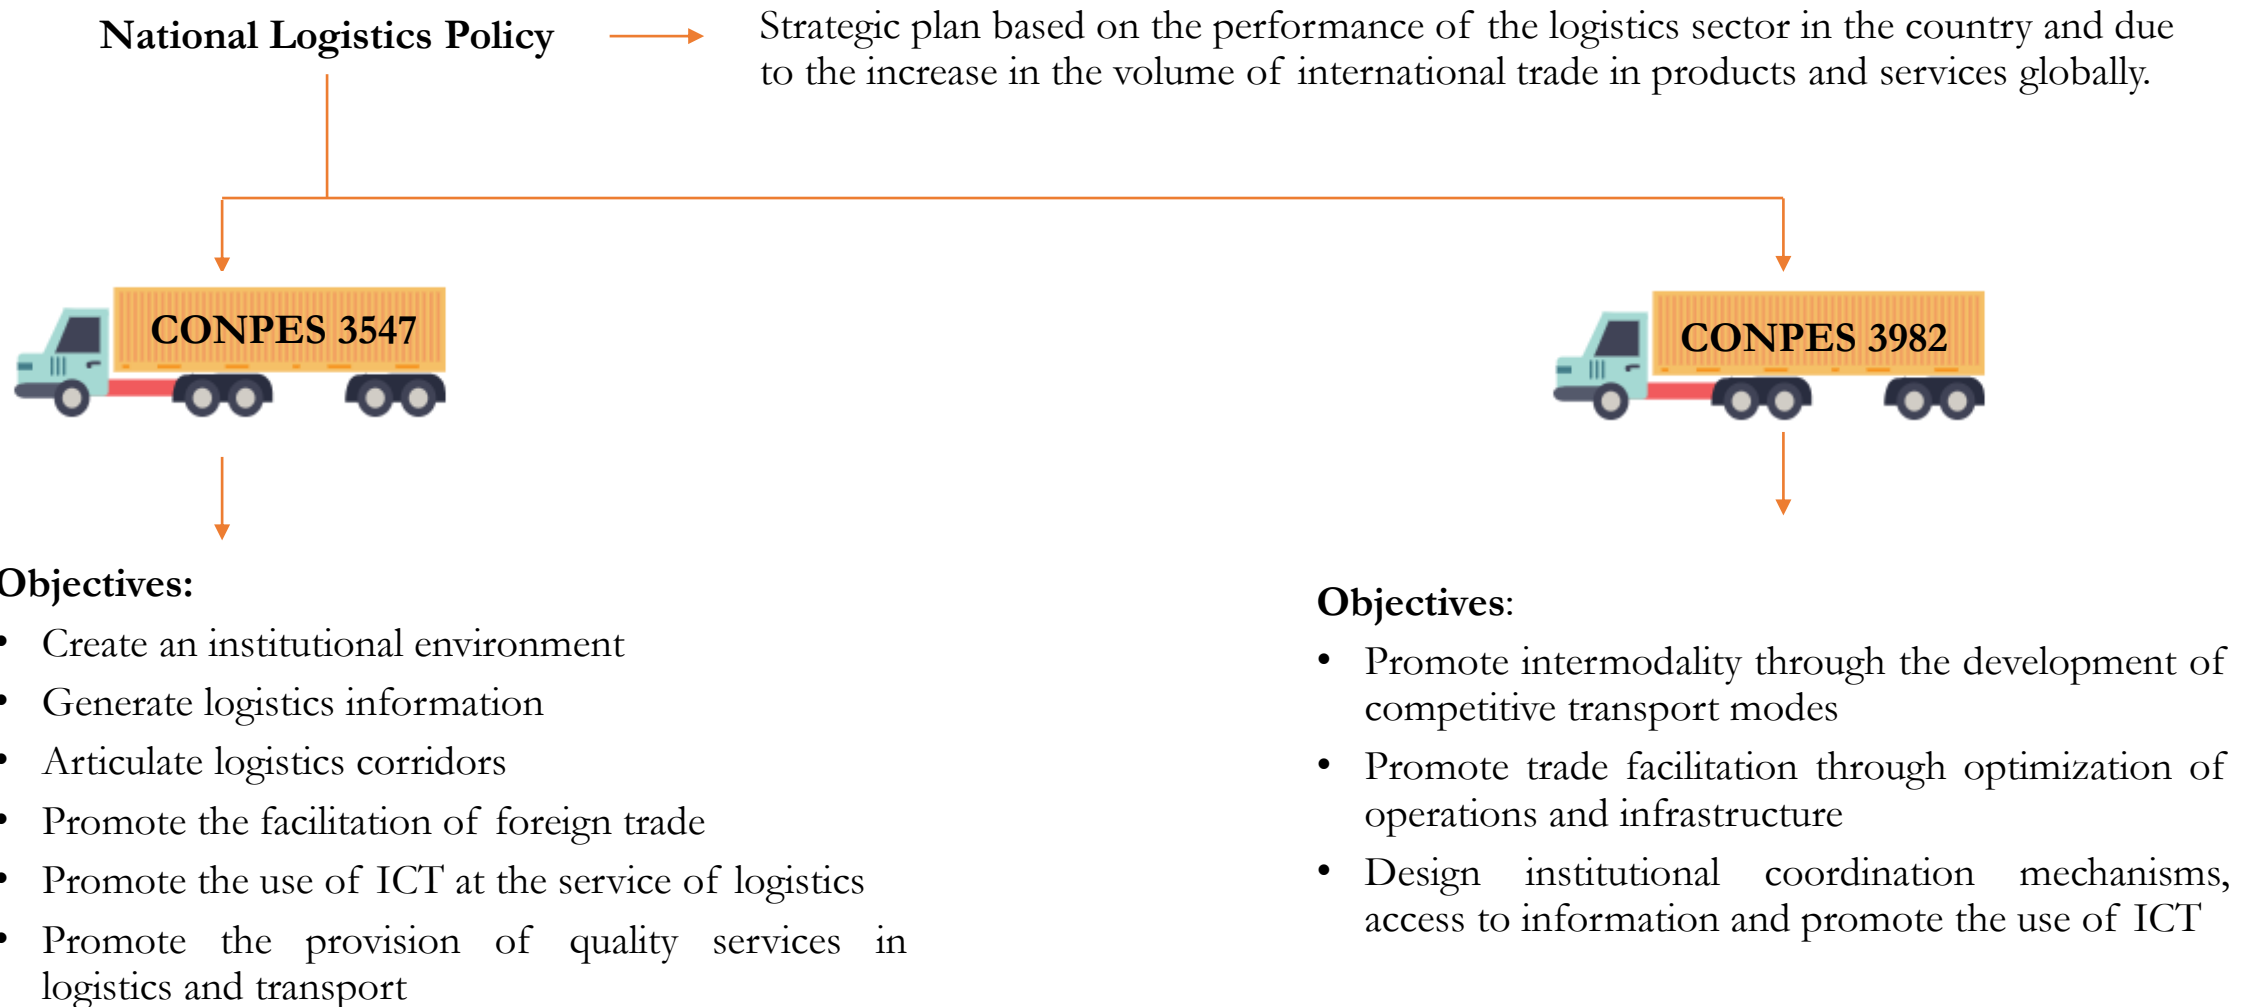 National Logistics Policy
Strategic plan based on the performance of the logistics sector in the country and due
to the increase in the volume of international trade in products and services globally.
CONPES 3547
CONPES 3982
Objectives:
• Create an institutional environment
• Generate logistics information
• Articulate logistics corridors
• Promote the facilitation of foreign trade
• Promote the use of ICT at the service of logistics
• Promote the provision of quality services in
logistics and transport
Objectives:
• Promote intermodality through the development of
competitive transport modes
• Promote trade facilitation through optimization of
operations and infrastructure
• Design institutional coordination mechanisms,
access to information and promote the use of ICT